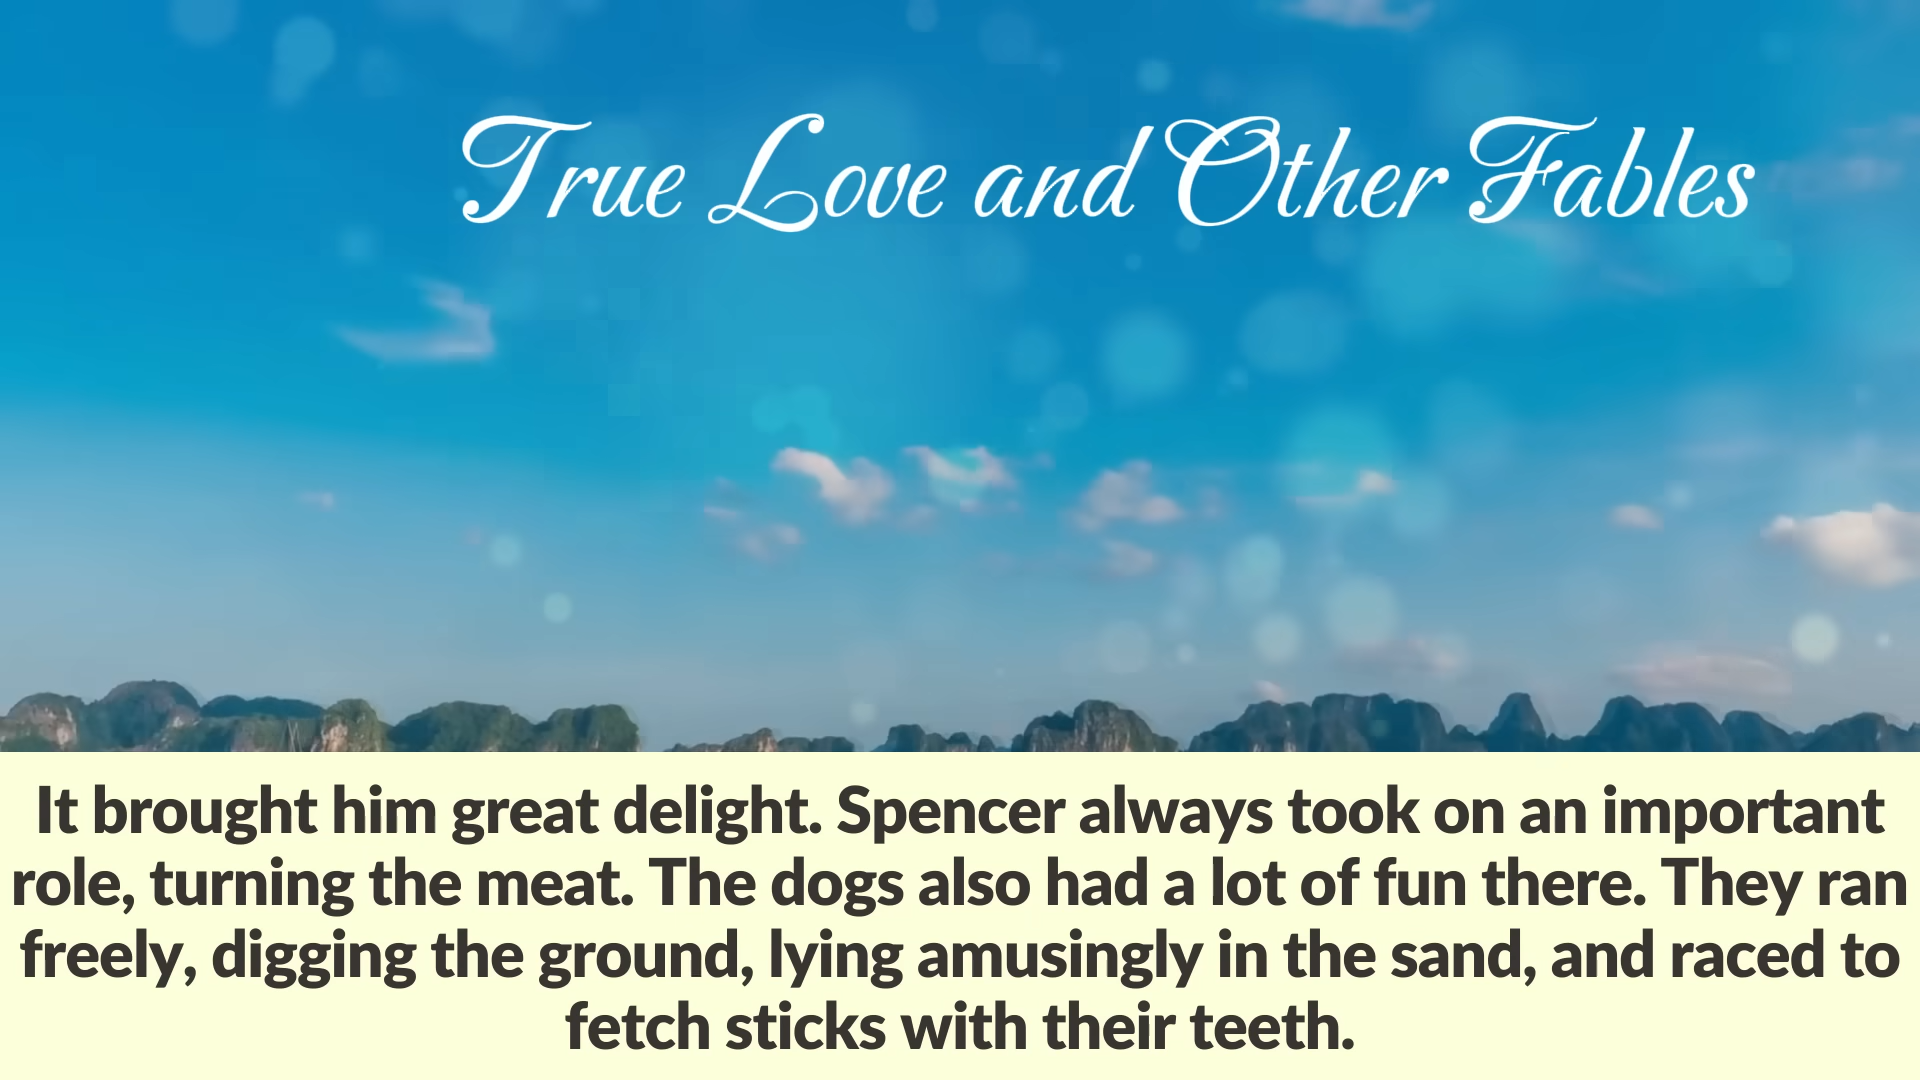 True Love and Other Fables
It brought him great delight. Spencer always took on an important
role, turning the meat. The dogs also had a lot of fun there. They ran
freely, digging the ground, lying amusingly in the sand, and raced to
fetch sticks with their teeth.